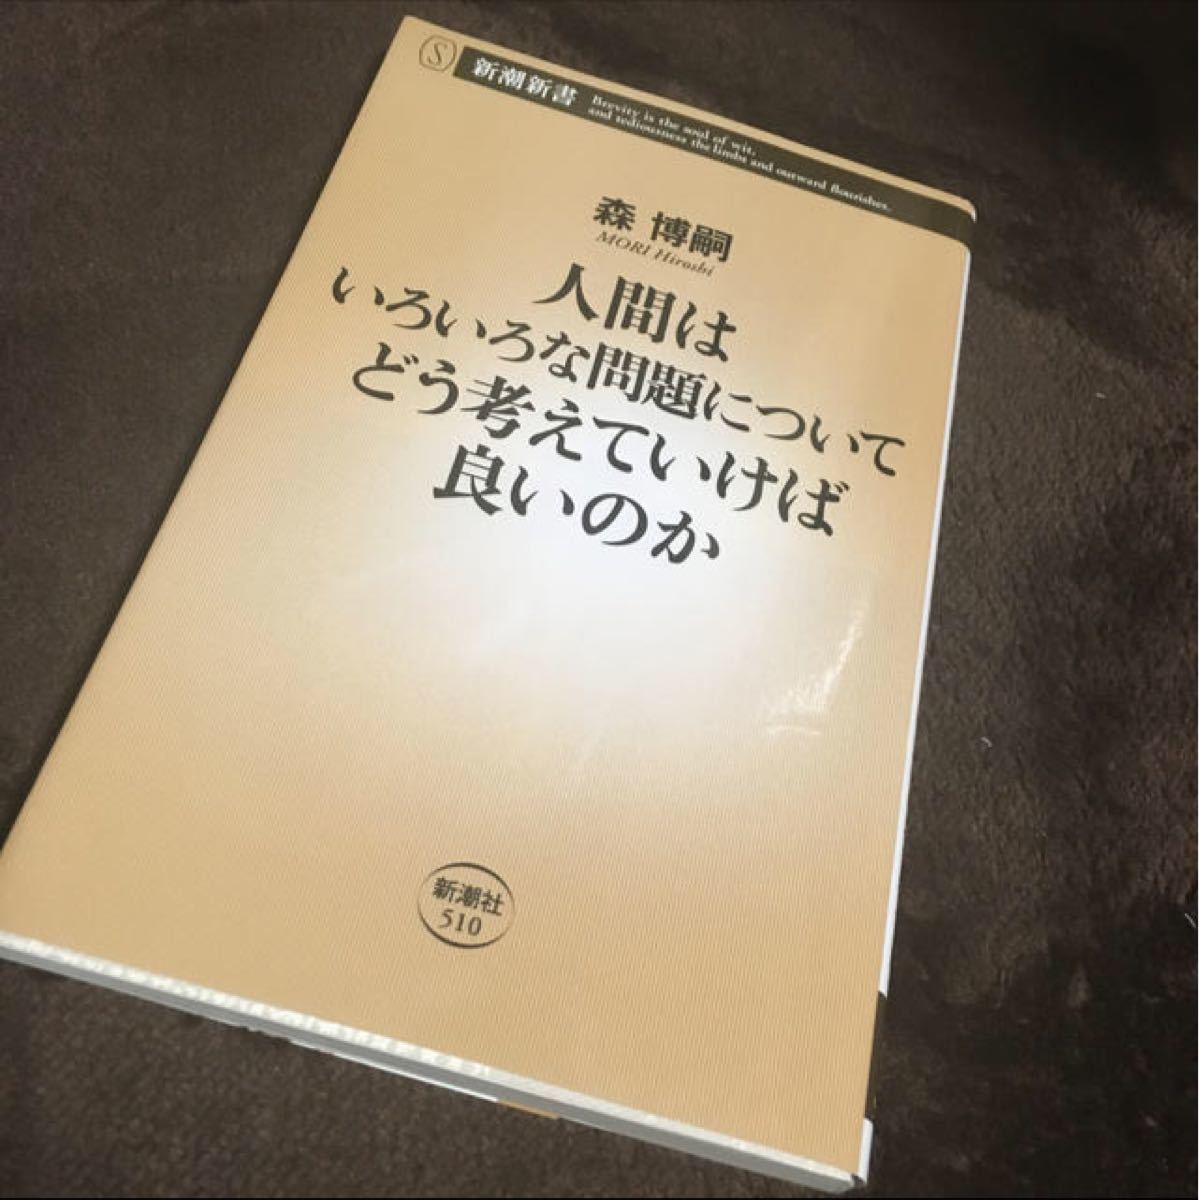 S
新潮新書
Brevity is the soul of wit,
and tediousness the limbs and outward flourishes.
森 博嗣
MORI Hiroshi
人間は
いろいろな問題について
どう考えていけば
良いのか
新潮社
510